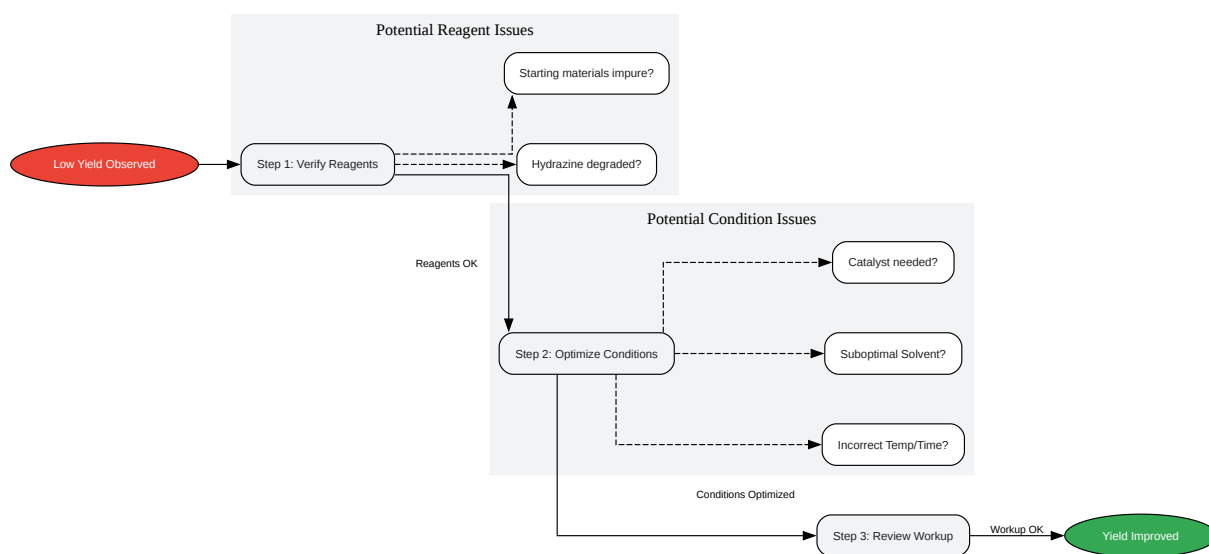 Potential Reagent Issues
Starting materials impure?
Low Yield Observed
Step 1: Verify Reagents
Hydrazine degraded?
Potential Condition Issues
Reagents OK
Catalyst needed?
Step 2: Optimize Conditions
Suboptimal Solvent?
Incorrect Temp/Time?
Conditions Optimized
Step 3: Review Workup
Workup OK
Yield Improved